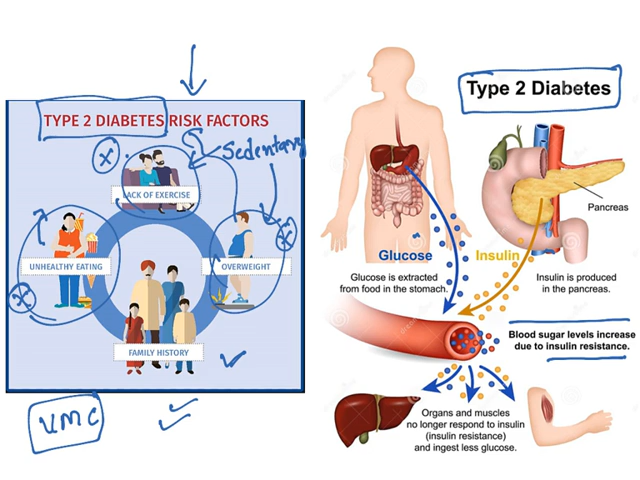 TYPE 2 DIABETES RISK FACTORS
Sedentary
LACK OF EXERCISE
UNHEALTHY EATING
OVERWEIGHT
FAMILY HISTORY
VMC
Type 2 Diabetes
Pancreas
Glucose
Glucose is extracted
from food in the stomach.
Insulin
Insulin is produced
in the pancreas.
Blood sugar levels increase
due to insulin resistance.
Organs and muscles
no longer respond to insulin
(insulin resistance)
and ingest less glucose.